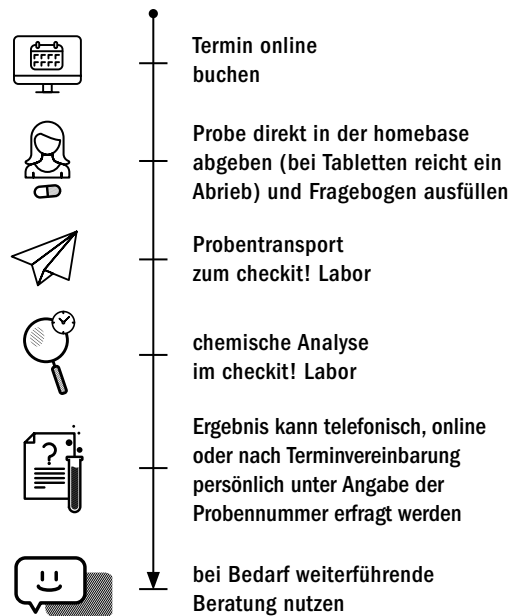 Termin online
buchen
Probe direkt in der homebase
abgeben (bei Tabletten reicht ein
Abrieb) und Fragebogen ausfüllen
Probentransport
zum checkit! Labor
chemische Analyse
im checkit! Labor
?
Ergebnis kann telefonisch, online
oder nach Terminvereinbarung
persönlich unter Angabe der
Probennummer erfragt werden
bei Bedarf weiterführende
Beratung nutzen